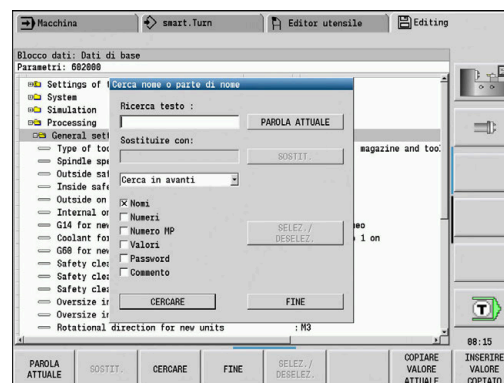 Macchina
smart.Turn
Editor utensile
Editing
Blocco dati: Dati di base
Parametri: 602000
Settings of
Cerca nome o parte di nome
System
Simulation
Processing
General set
Type of too
magazine and tool
Spindle spe
Outside saf
Inside safe
Outside on
Internal on
G14 for new
Coolant for
1 on
G60 for new
Safety clea
Safety clea
Safety clea
Oversize in
Oversize in
Rotational direction for new units : M3
Ricerca testo :
PAROLA ATTUALE
Sostituire con:
SOSTIT.
Cerca in avanti
Nomi
Numeri
Numero MP
Valori
Password
Commento
SELEZ./
DESELEZ.
CERCARE
FINE
08:15
PAROLA
ATTUALE
SOSTIT.
CERCARE
FINE
SELEZ./
DESELEZ.
COPIARE
VALORE
ATTUALE
INSERIRE
VALORE
COPIATO